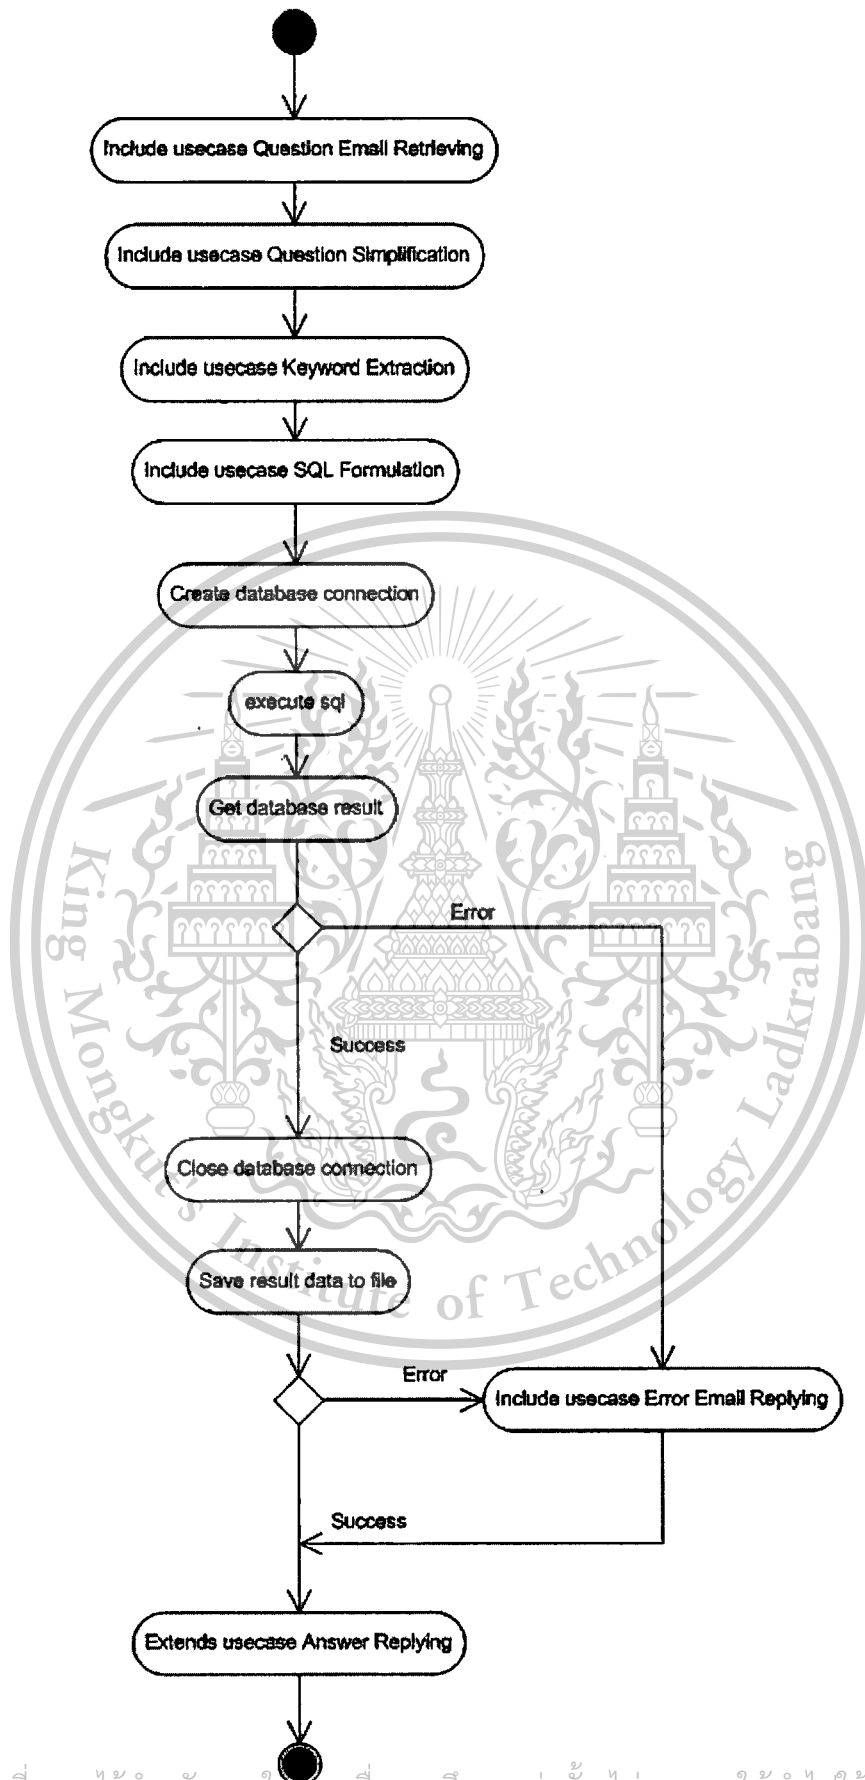 Include usecase Question Email Retrieving
Include usecase Question Simplification
Include usecase Keyword Extraction
Include usecase SQL Formulation
Create database connection
execute sql
Get database result
Error
Success
Close database connection
Save result data to file
Error
Include usecase Error Email Replying
Success
Extends usecase Answer Replying
King Mongkut's Institute of Technology Ladkrabang